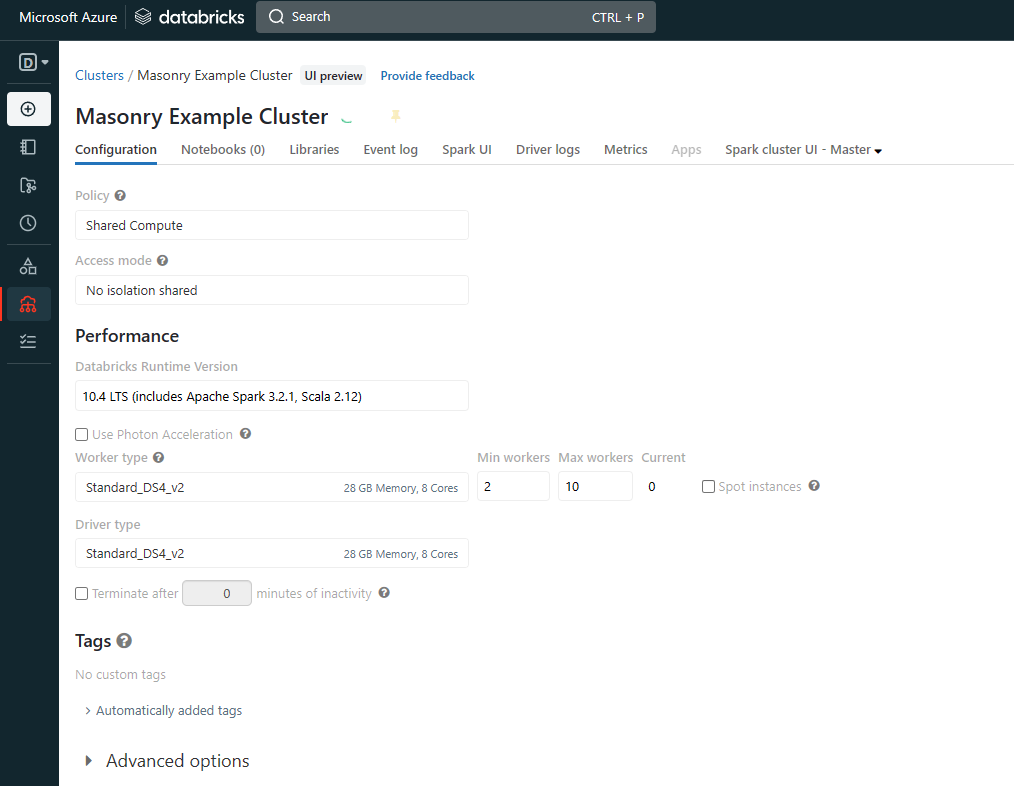 Microsoft Azure databricks Search CTRL + P
D
Clusters / Masonry Example Cluster UI preview Provide feedback
Masonry Example Cluster
Configuration Notebooks (0) Libraries Event log Spark UI Driver logs Metrics Apps Spark cluster UI - Master
Policy ?
Shared Compute
Access mode ?
No isolation shared
Performance
Databricks Runtime Version
10.4 LTS (includes Apache Spark 3.2.1, Scala 2.12)
Use Photon Acceleration ?
Worker type ? Min workers Max workers Current
Standard_DS4_v2 28 GB Memory, 8 Cores 2 10 0 Spot instances ?
Driver type
Standard_DS4_v2 28 GB Memory, 8 Cores
Terminate after 0 minutes of inactivity ?
Tags ?
No custom tags
Automatically added tags
Advanced options